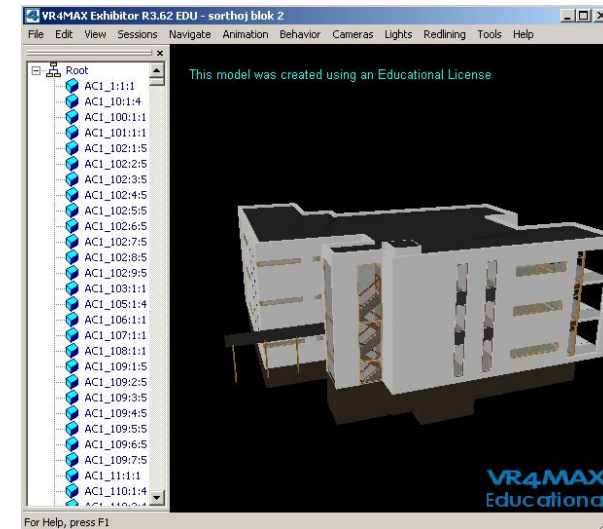 VR4MAX Exhibitor R3.62 EDU - sorthoj blok 2
File Edit View Sessions Navigate Animation Behavior Cameras Lights Redlining Tools Help
Root
AC1_1:1:1
AC1_10:1:4
AC1_100:1:1
AC1_101:1:1
AC1_102:1:5
AC1_102:2:5
AC1_102:3:5
AC1_102:4:5
AC1_102:5:5
AC1_102:6:5
AC1_102:7:5
AC1_102:8:5
AC1_102:9:5
AC1_103:1:1
AC1_105:1:4
AC1_106:1:1
AC1_107:1:1
AC1_108:1:1
AC1_109:1:5
AC1_109:2:5
AC1_109:3:5
AC1_109:4:5
AC1_109:5:5
AC1_109:6:5
AC1_109:7:5
AC1_11:1:1
AC1_110:1:4
This model was created using an Educational License
VR4MAX
Educationa
For Help, press F1